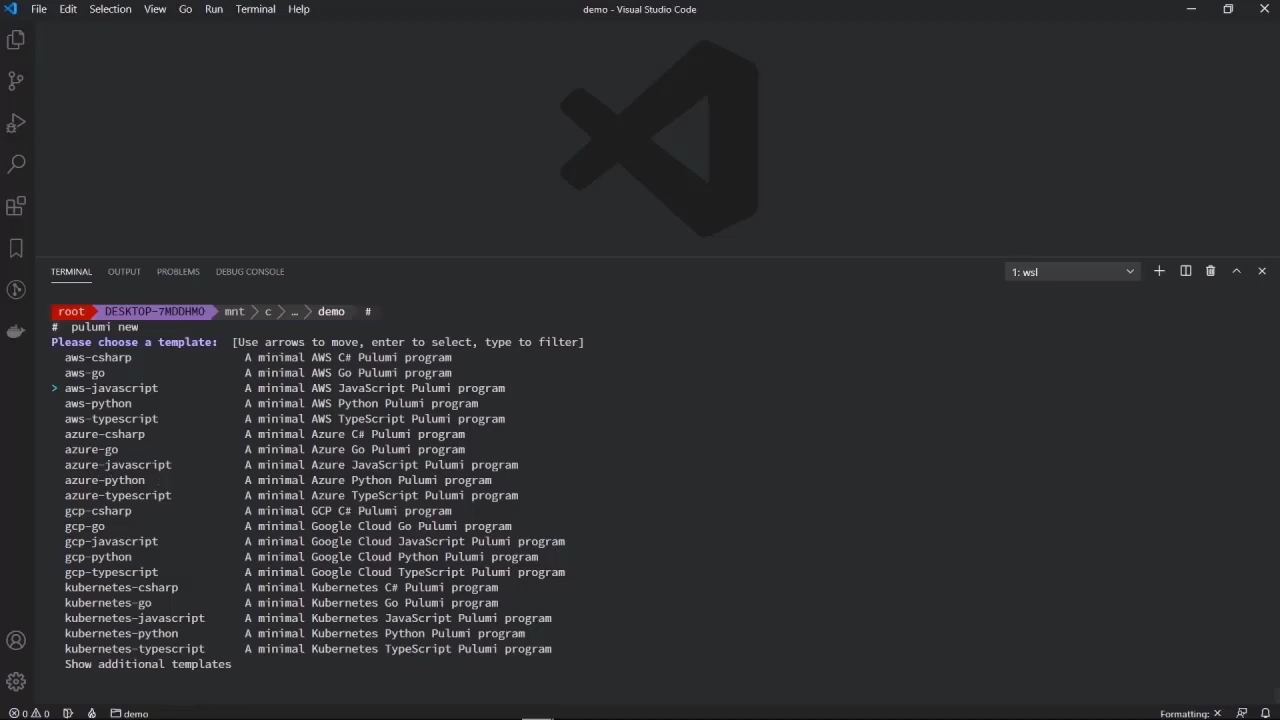 File Edit Selection View Go Run Terminal Help
demo - Visual Studio Code
TERMINAL OUTPUT PROBLEMS DEBUG CONSOLE
1: wsl
root DESKTOP-7MDDHMO mnt c … demo #
# pulumi new
Please choose a template: [Use arrows to move, enter to select, type to filter]
aws-csharp A minimal AWS C# Pulumi program
aws-go A minimal AWS Go Pulumi program
> aws-javascript A minimal AWS JavaScript Pulumi program
aws-python A minimal AWS Python Pulumi program
aws-typescript A minimal AWS TypeScript Pulumi program
azure-csharp A minimal Azure C# Pulumi program
azure-go A minimal Azure Go Pulumi program
azure-javascript A minimal Azure JavaScript Pulumi program
azure-python A minimal Azure Python Pulumi program
azure-typescript A minimal Azure TypeScript Pulumi program
gcp-csharp A minimal GCP C# Pulumi program
gcp-go A minimal Google Cloud Go Pulumi program
gcp-javascript A minimal Google Cloud JavaScript Pulumi program
gcp-python A minimal Google Cloud Python Pulumi program
gcp-typescript A minimal Google Cloud TypeScript Pulumi program
kubernetes-csharp A minimal Kubernetes C# Pulumi program
kubernetes-go A minimal Kubernetes Go Pulumi program
kubernetes-javascript A minimal Kubernetes JavaScript Pulumi program
kubernetes-python A minimal Kubernetes Python Pulumi program
kubernetes-typescript A minimal Kubernetes TypeScript Pulumi program
Show additional templates
0 0 demo
Formatting: ×